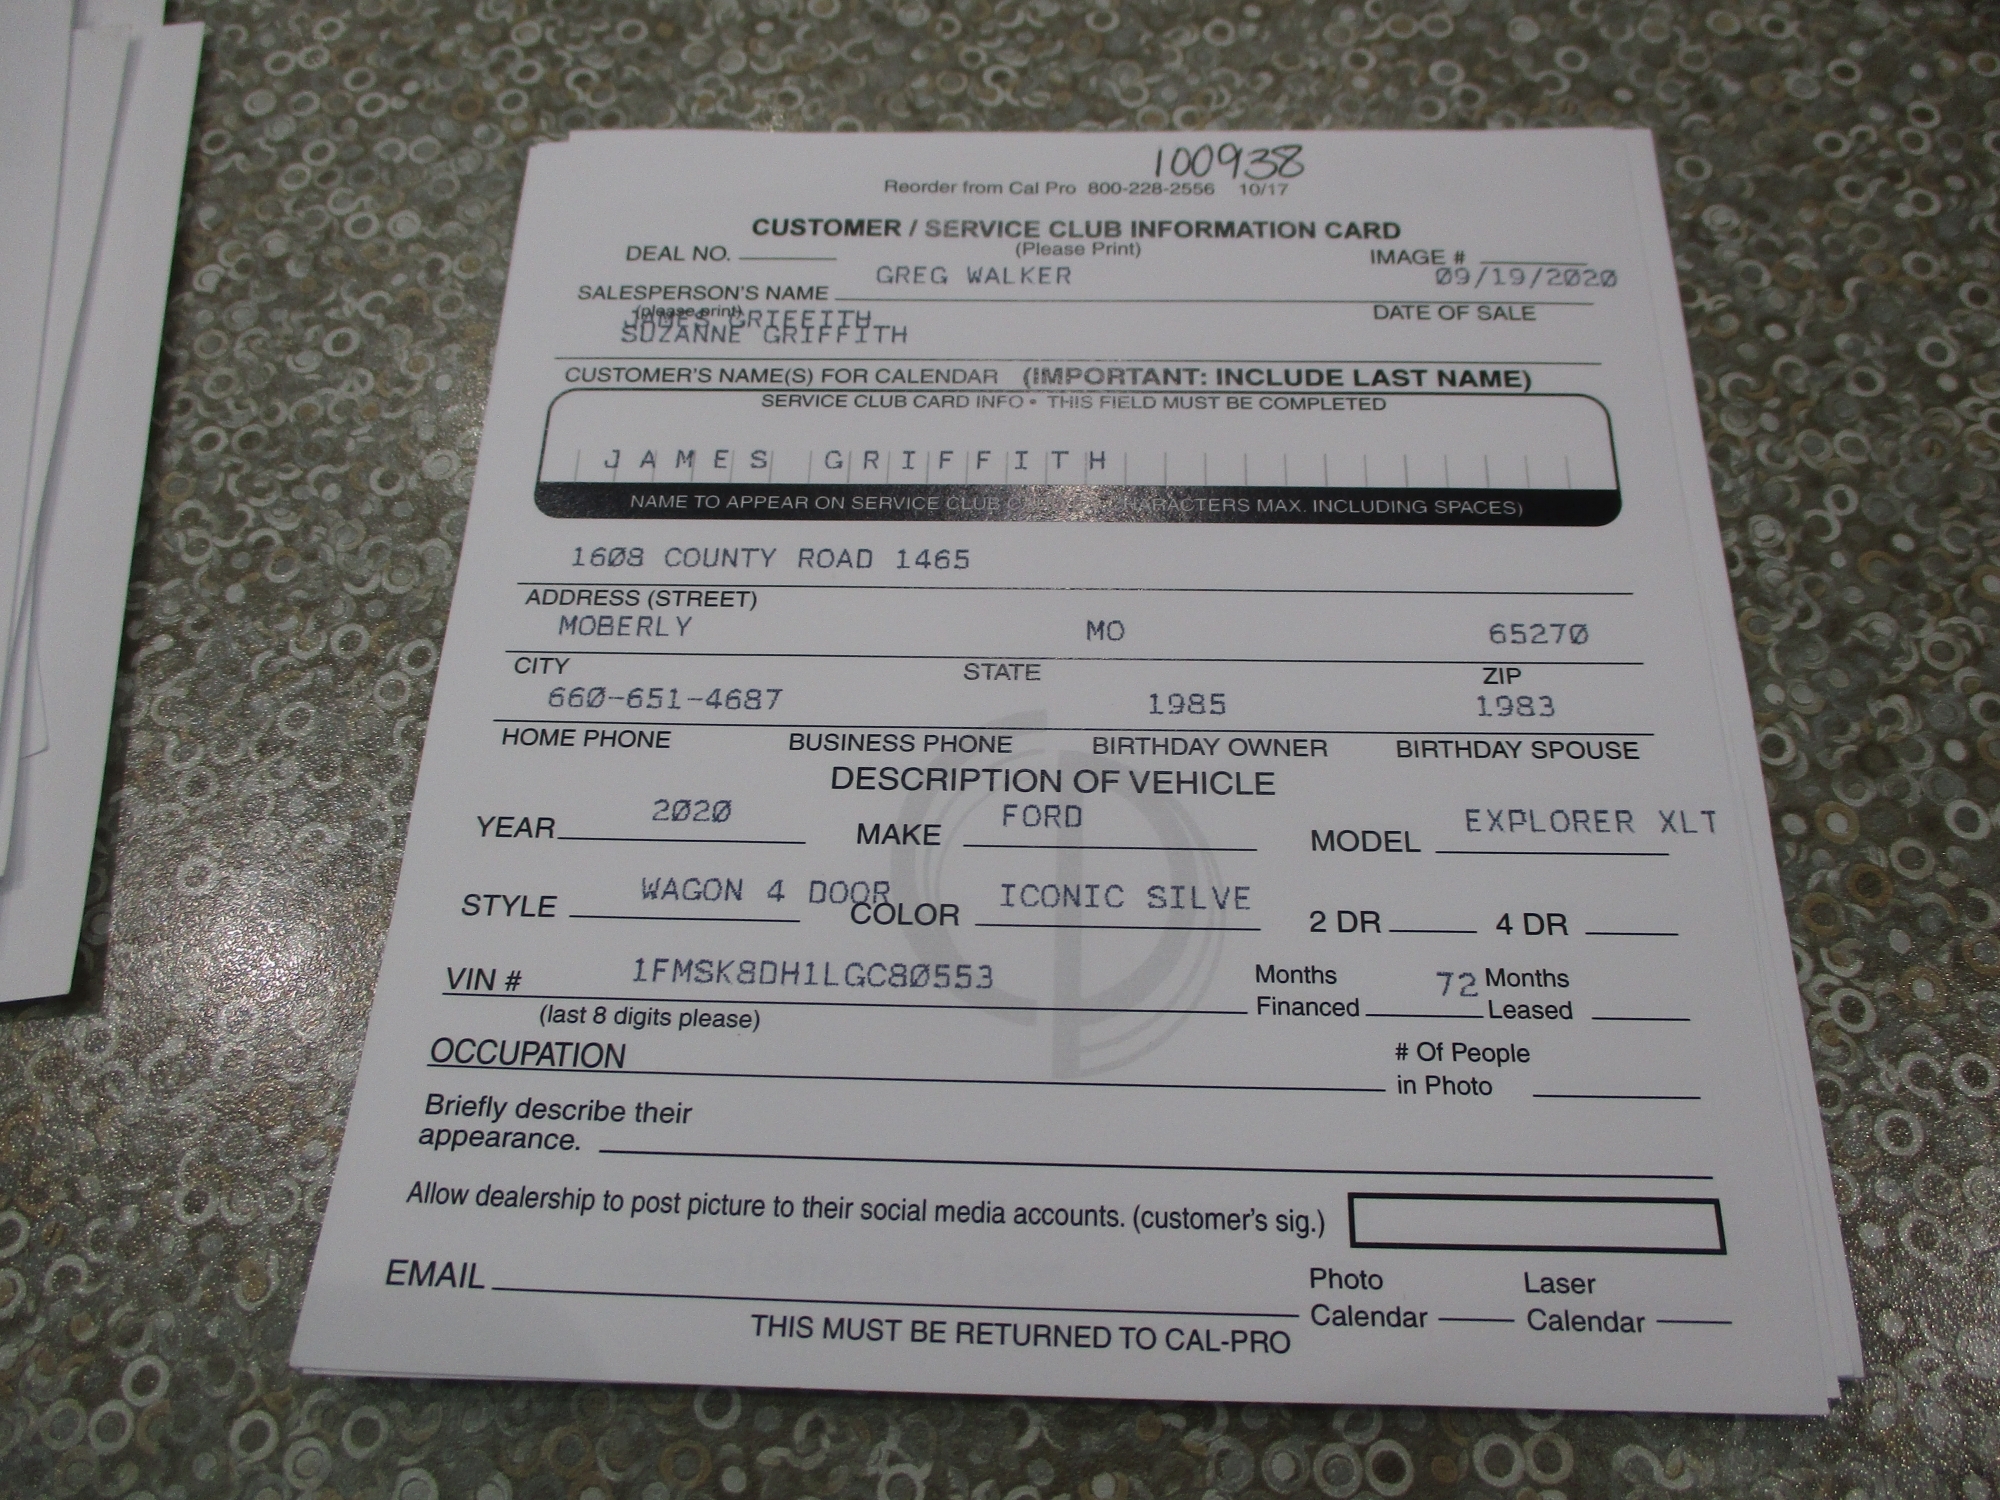 100938
Reorder from Cal Pro 800-228-2556 10/17
CUSTOMER / SERVICE CLUB INFORMATION CARD
(Please Print)
DEAL NO.
IMAGE #
GREG WALKER
09/19/2020
SALESPERSON'S NAME
DATE OF SALE
(please print)
JAMES GRIFFITH
SUZANNE GRIFFITH
CUSTOMER'S NAME(S) FOR CALENDAR (IMPORTANT: INCLUDE LAST NAME)
SERVICE CLUB CARD INFO • THIS FIELD MUST BE COMPLETED
JAMES GRIFFITH
NAME TO APPEAR ON SERVICE CLUB CHARACTERS MAX. INCLUDING SPACES)
1608 COUNTY ROAD 1465
ADDRESS (STREET)
MOBERLY MO 65270
CITY STATE ZIP
660-651-4687 1985 1983
HOME PHONE BUSINESS PHONE BIRTHDAY OWNER BIRTHDAY SPOUSE
DESCRIPTION OF VEHICLE
YEAR 2020 MAKE FORD MODEL EXPLORER XLT
STYLE WAGON 4 DOOR COLOR ICONIC SILVE 2 DR 4 DR
VIN # 1FMSK8DH1LGC80553 Months Financed 72 Months Leased
(last 8 digits please)
OCCUPATION # Of People in Photo
Briefly describe their
appearance.
Allow dealership to post picture to their social media accounts. (customer's sig.)
EMAIL Photo Calendar Laser Calendar
THIS MUST BE RETURNED TO CAL-PRO